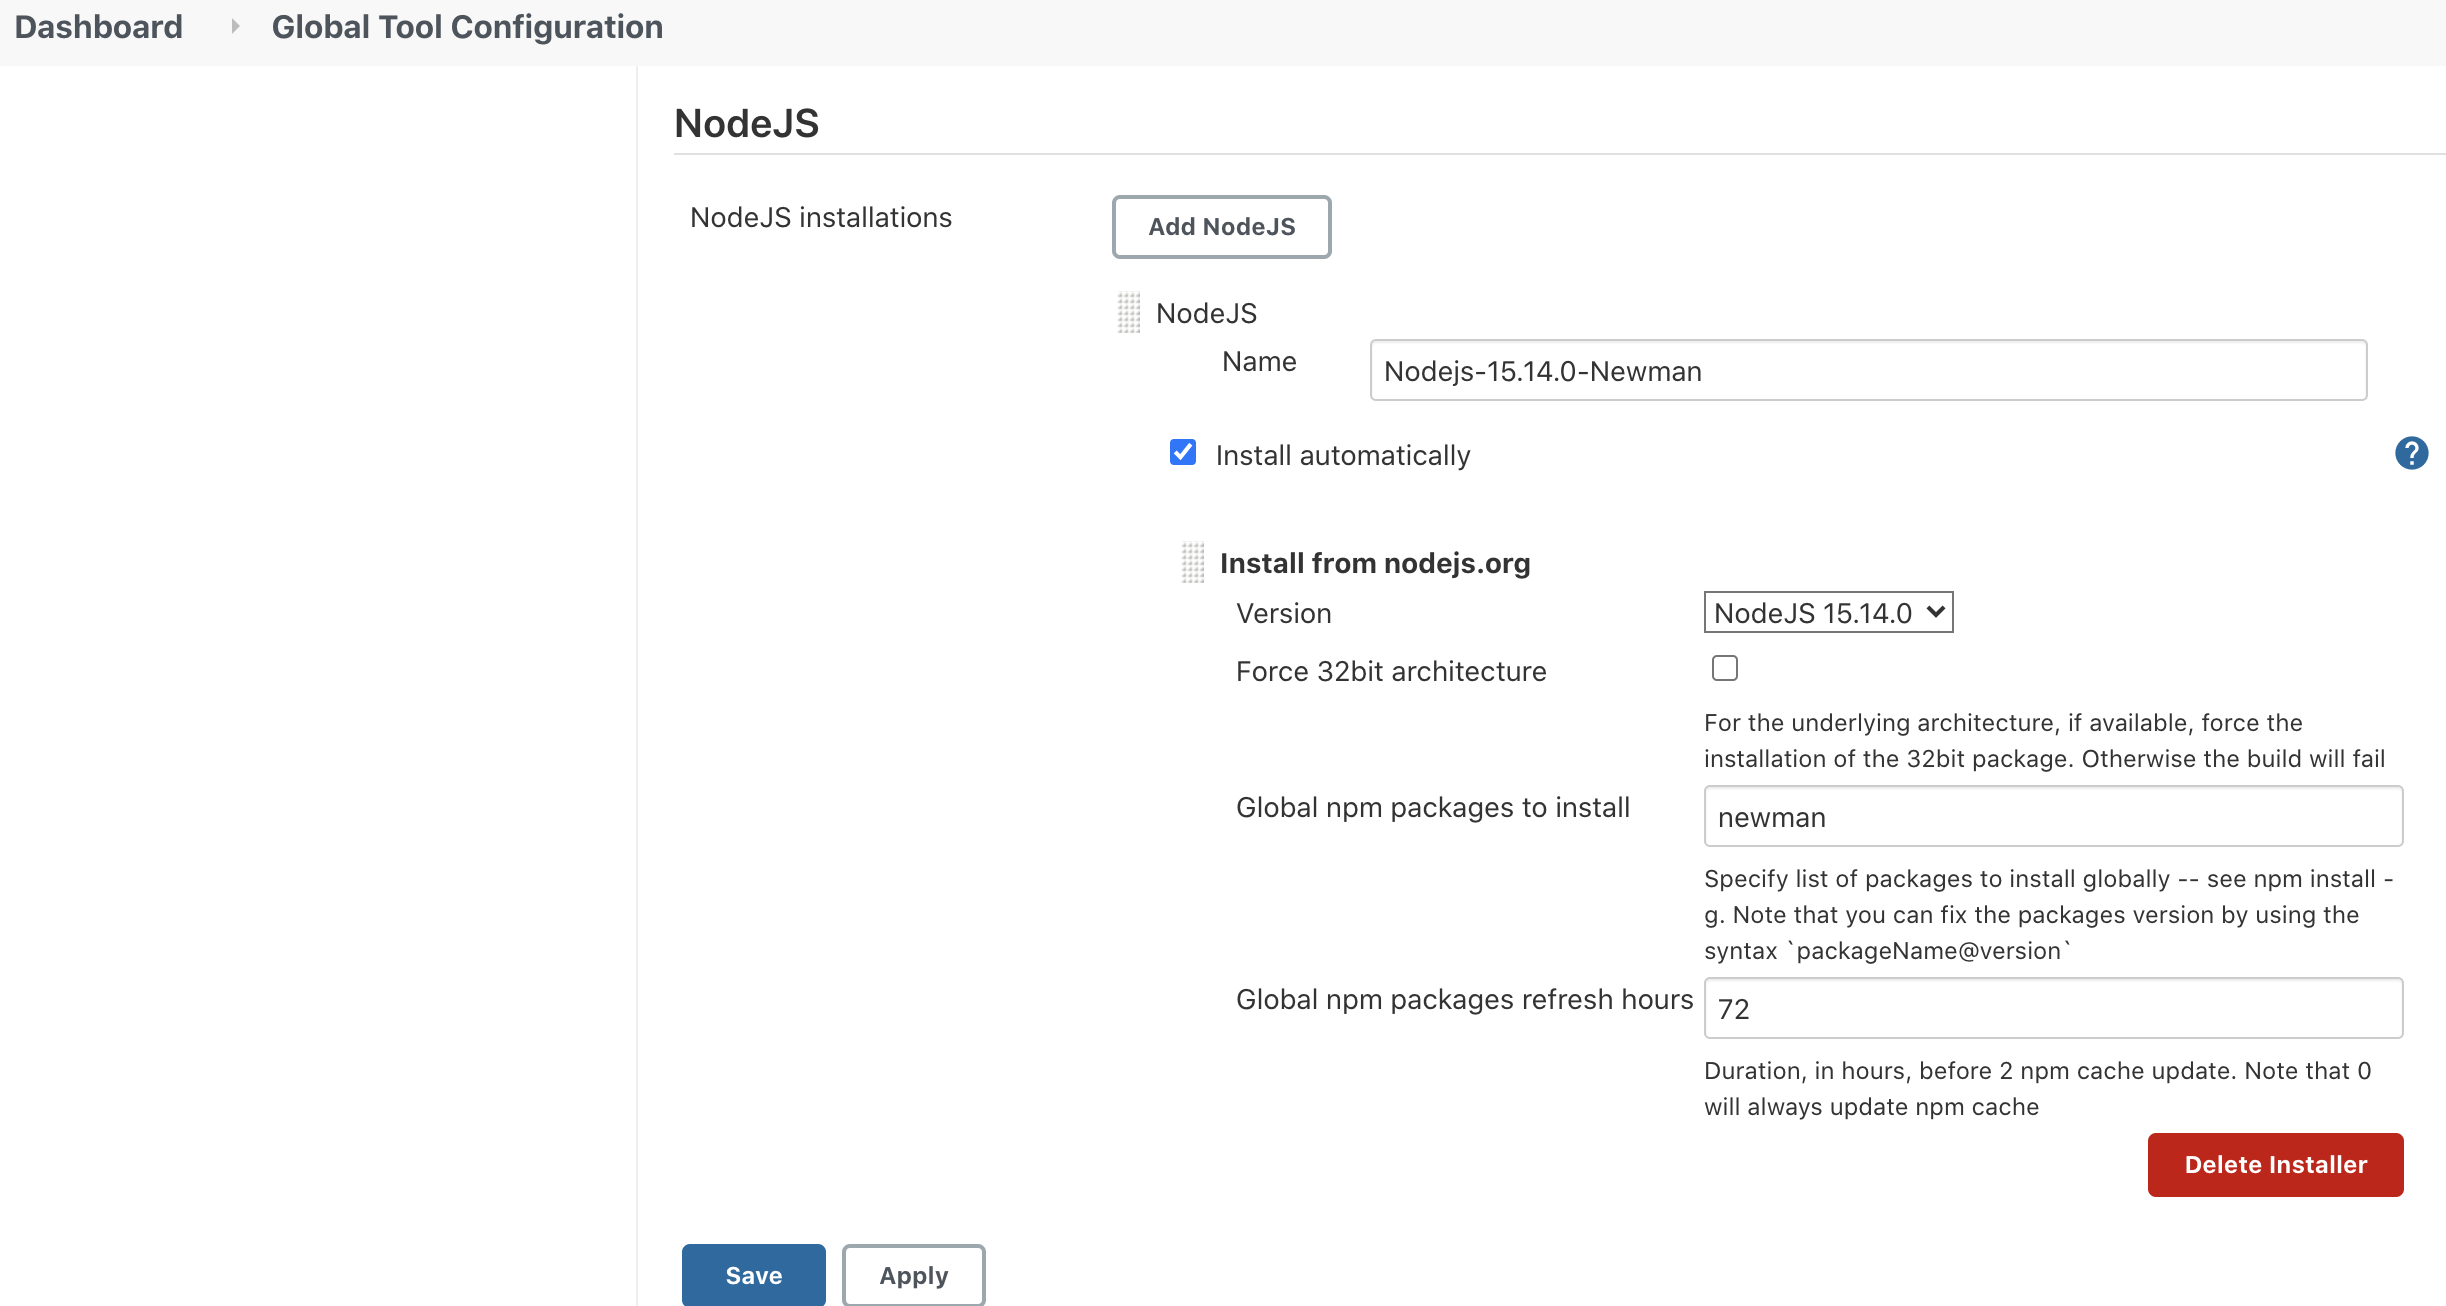 Dashboard Global Tool Configuration
NodeJS
NodeJS installations
Add NodeJS
NodeJS
Name
Nodejs-15.14.0-Newman
Install automatically
?
Install from nodejs.org
Version
NodeJS 15.14.0
Force 32bit architecture
For the underlying architecture, if available, force the
installation of the 32bit package. Otherwise the build will fail
Global npm packages to install
newman
Specify list of packages to install globally -- see npm install -
g. Note that you can fix the packages version by using the
syntax `packageName@version`
Global npm packages refresh hours
72
Duration, in hours, before 2 npm cache update. Note that 0
will always update npm cache
Delete Installer
Save
Apply